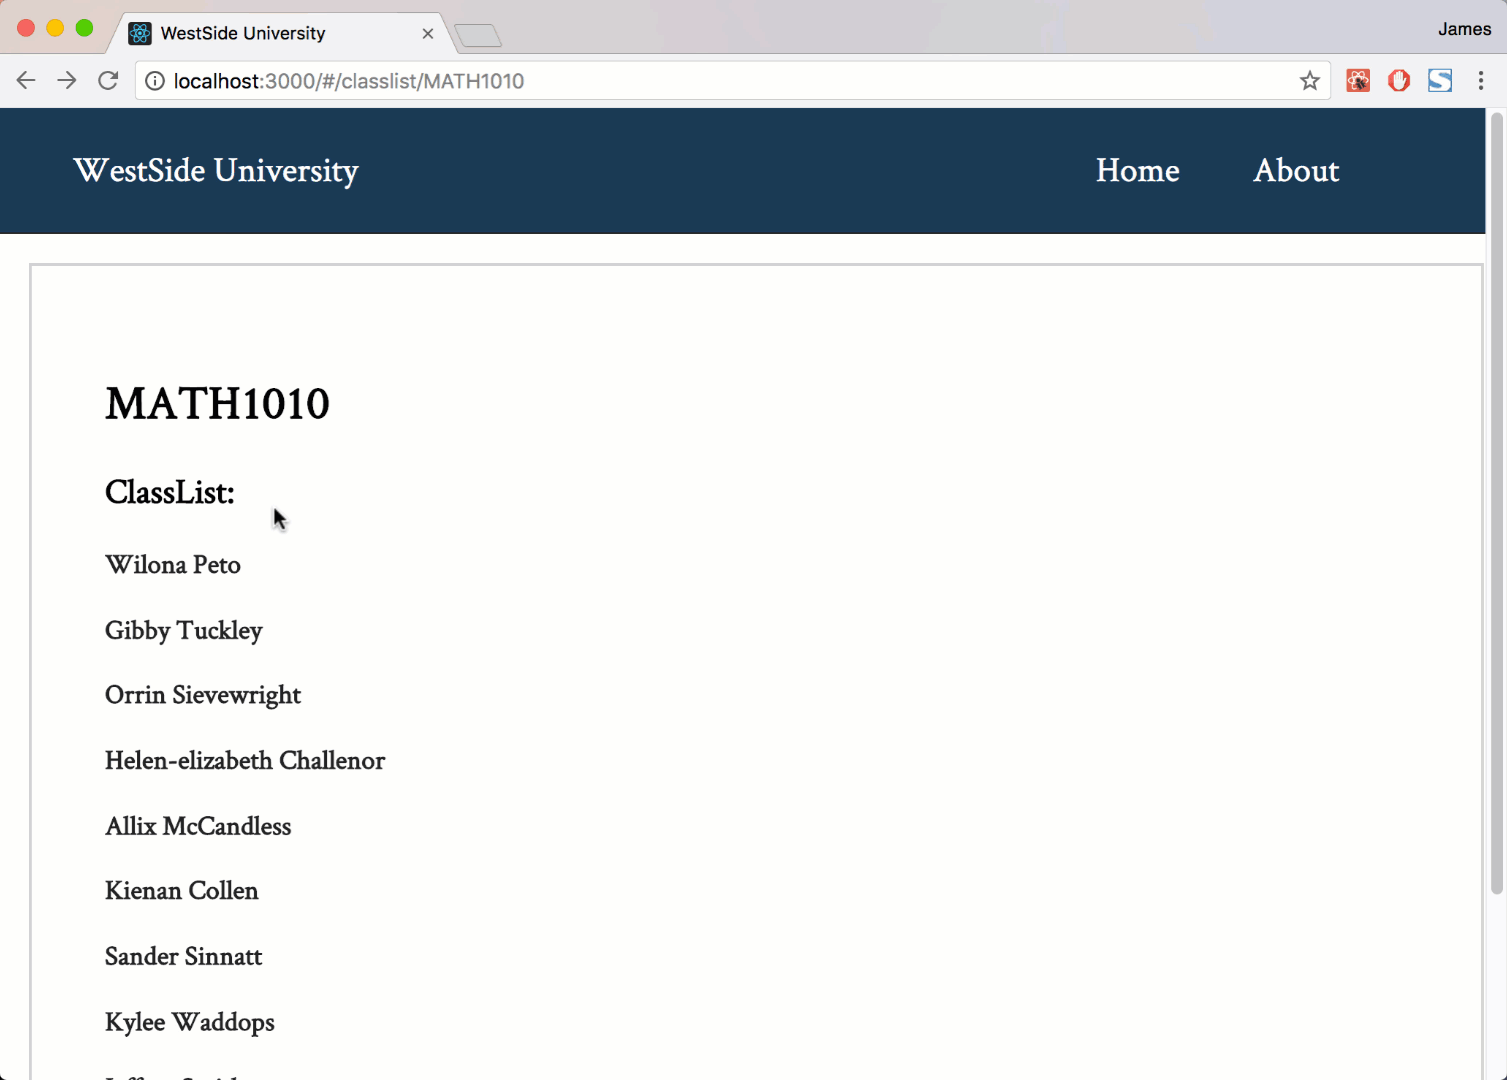 WestSide University
James
localhost:3000/#/classlist/MATH1010
WestSide University
Home
About
MATH1010
ClassList:
Wilona Peto
Gibby Tuckley
Orrin Sievewright
Helen-elizabeth Challenor
Allix McCandless
Kienan Collen
Sander Sinnatt
Kylee Waddops